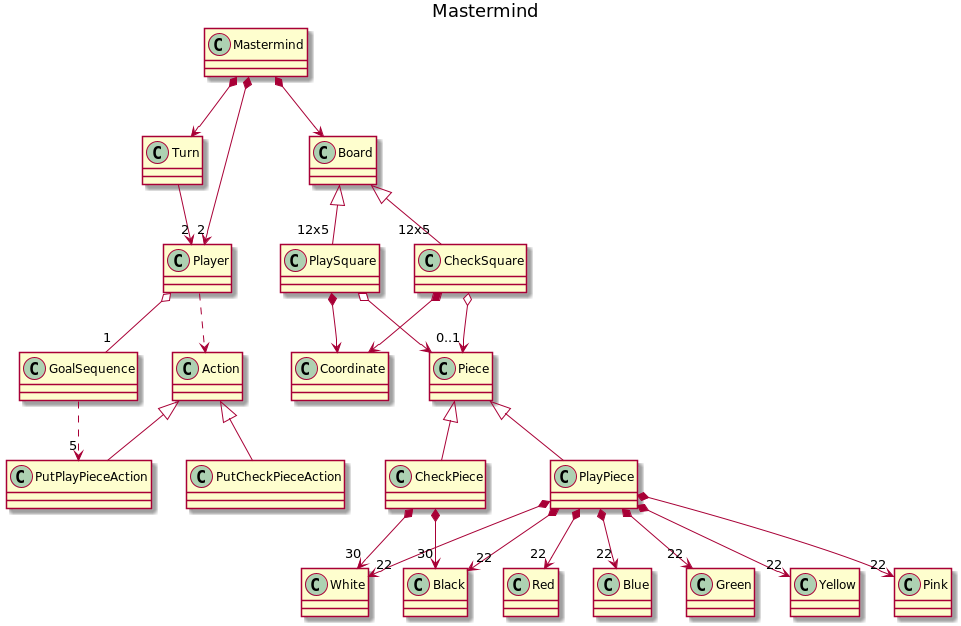 Mastermind
C Mastermind
C Turn
C Board
2 2
12x5
12x5
C Player
C PlaySquare
C CheckSquare
1
0..1
C GoalSequence
C Action
C Coordinate
C Piece
5
C PutPlayPieceAction
C PutCheckPieceAction
C CheckPiece
C PlayPiece
30
22
30
22
22
22
22
22
22
C White
C Black
C Red
C Blue
C Green
C Yellow
C Pink